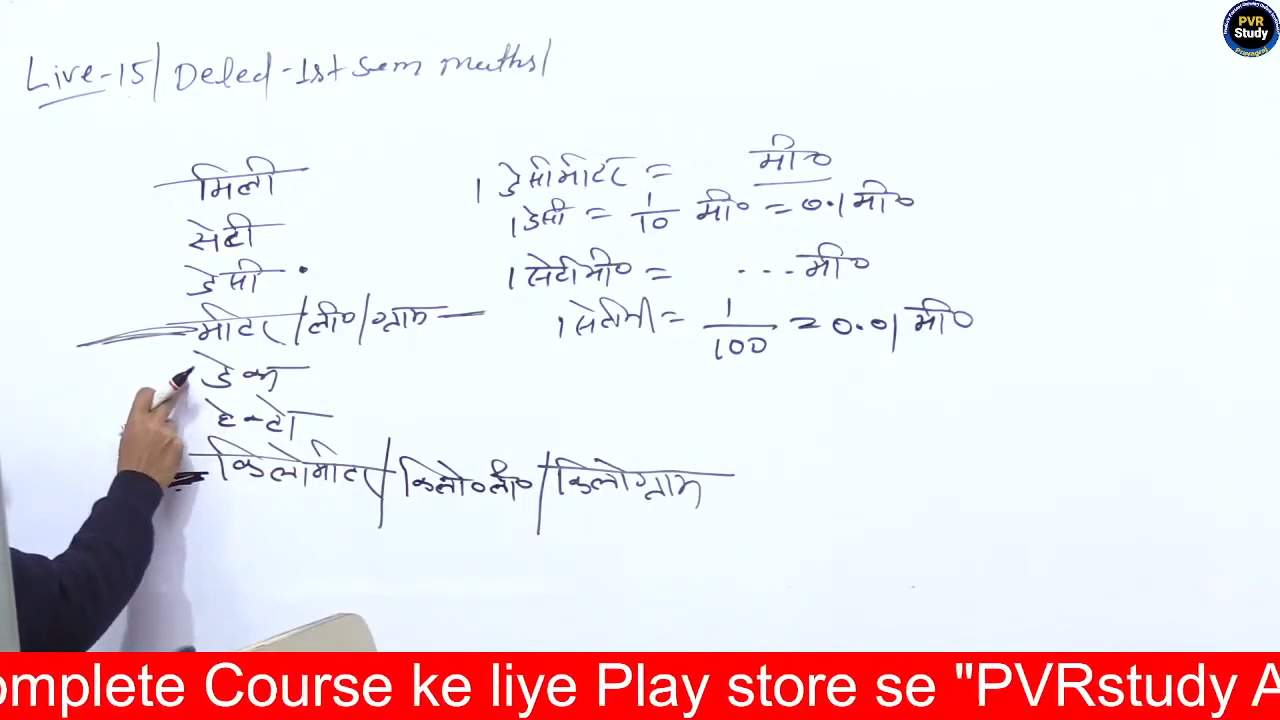 Live-15/ Deled-1st sem maths/
PVR
Study
Prayagraj
मिली
सेटी
डेसी
मीटर / ली० / ग्राम
डेका
हेक्टो
किलोमीटर / किलो०ली० / किलोग्राम
1 डेसीमीटर = मी०
1 डेसी = 1/10 मी० = 0.1 मी०
1 सेटीमी० = ... मी०
1 सेटीमी = 1/100 = 0.01 मी०
omplete Course ke liye Play store se "PVRstudy A